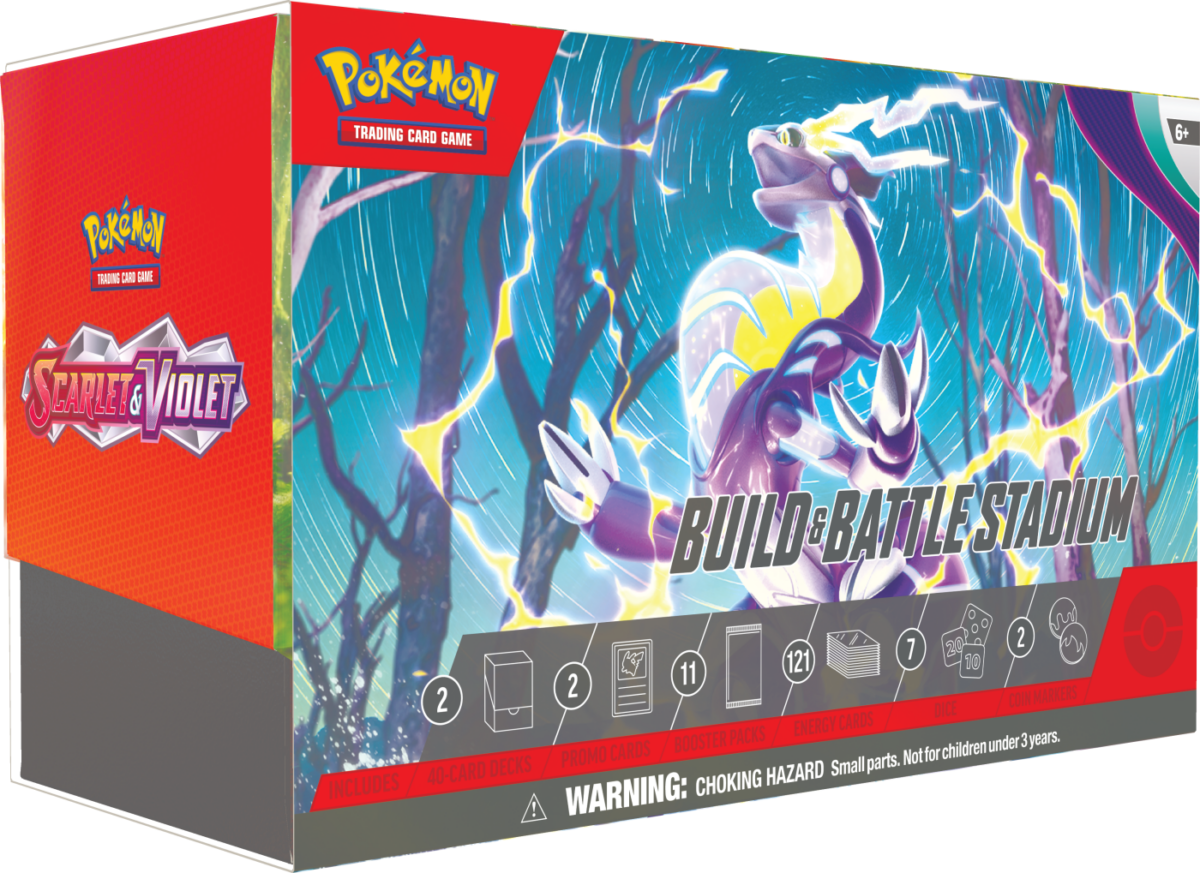 POKÉMON
TRADING CARD GAME
6+
POKÉMON
TRADING CARD GAME
SCARLET & VIOLET
BUILD & BATTLE STADIUM
2
2
11
121
7
2
20
10
INCLUDES / 40-CARD DECKS / PROMO CARDS / BOOSTER PACKS / ENERGY CARDS / DICE / COIN MARKERS
WARNING: CHOKING HAZARD Small parts. Not for children under 3 years.